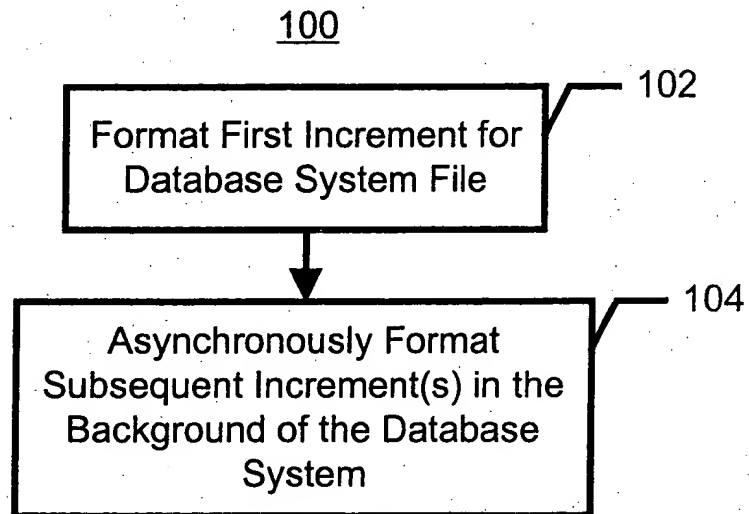 100
102
Format First Increment for
Database System File
104
Asynchronously Format
Subsequent Increment(s) in the
Background of the Database
System